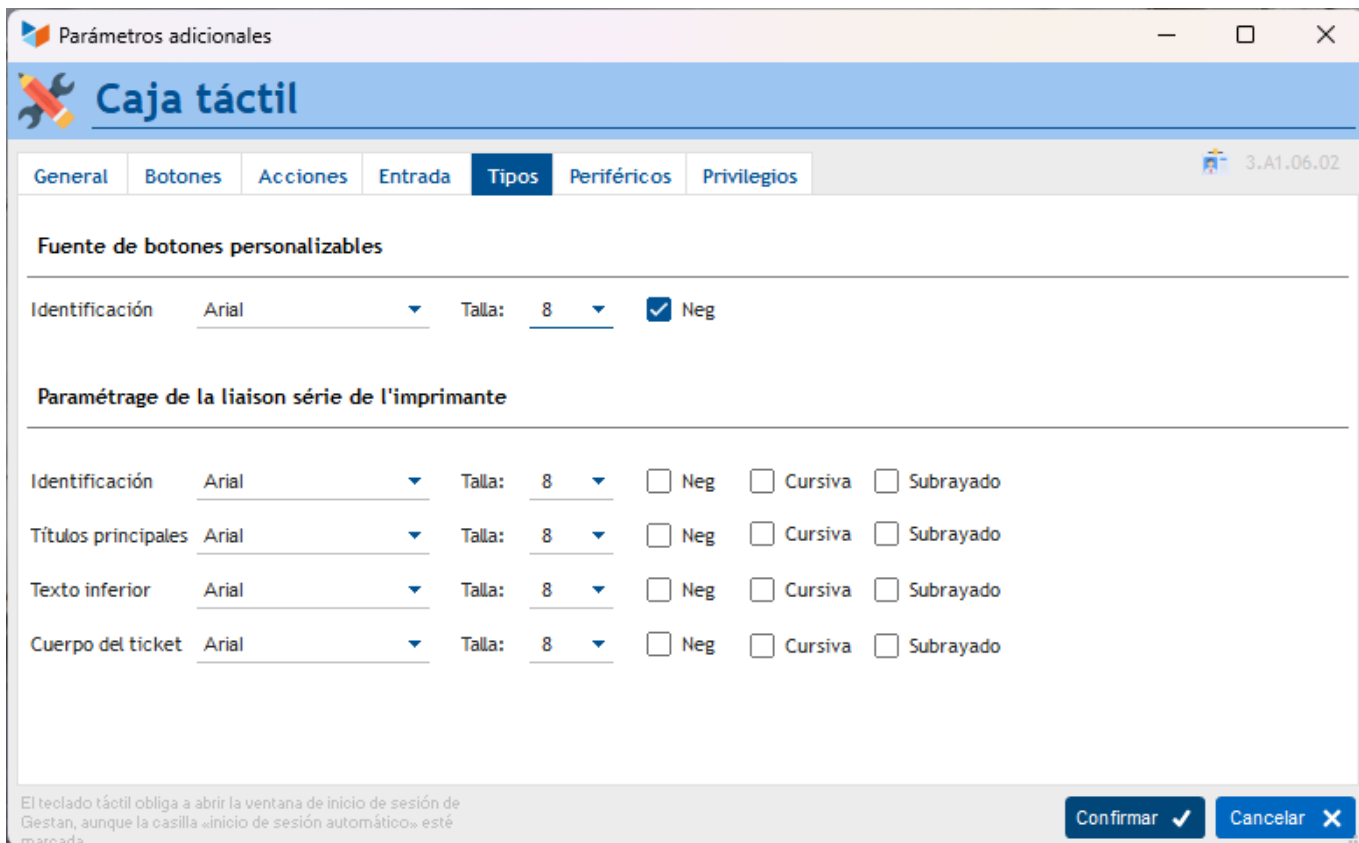 Parámetros adicionales
Caja táctil
General Botones Acciones Entrada Tipos Periféricos Privilegios 3.A1.06.02
Fuente de botones personalizables
Identificación Arial Talla: 8 Neg
Paramétrage de la liaison série de l'imprimante
Identificación Arial Talla: 8 Neg Cursiva Subrayado
Títulos principales Arial Talla: 8 Neg Cursiva Subrayado
Texto inferior Arial Talla: 8 Neg Cursiva Subrayado
Cuerpo del ticket Arial Talla: 8 Neg Cursiva Subrayado
El teclado táctil obliga a abrir la ventana de inicio de sesión de
Gestan, aunque la casilla «inicio de sesión automático» esté
marcada
Confirmar Cancelar